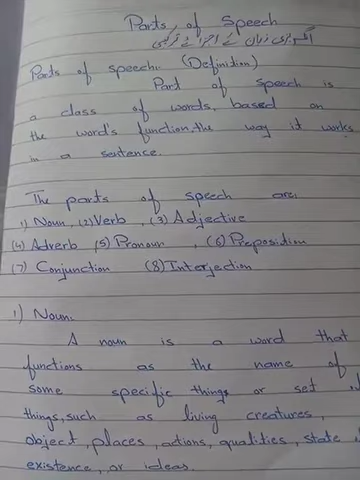 Parts of Speech
انگریزی زبان کے اجزائے ترکیبی
Parts of speech:. (Definition)
Part of speech is
a class of words, based on
the word's function, the way it works
in a sentence.
The parts of speech are,
1) Noun, (2) Verb, (3) Adjective
(4) Adverb (5) Pronoun, (6) Preposition
(7) Conjunction (8) Interjection
1) Noun.
A noun is a word that
functions as the name of
some specific things or set
things, such as living creatures,
object, places, actions, qualities, state
existence, or ideas.